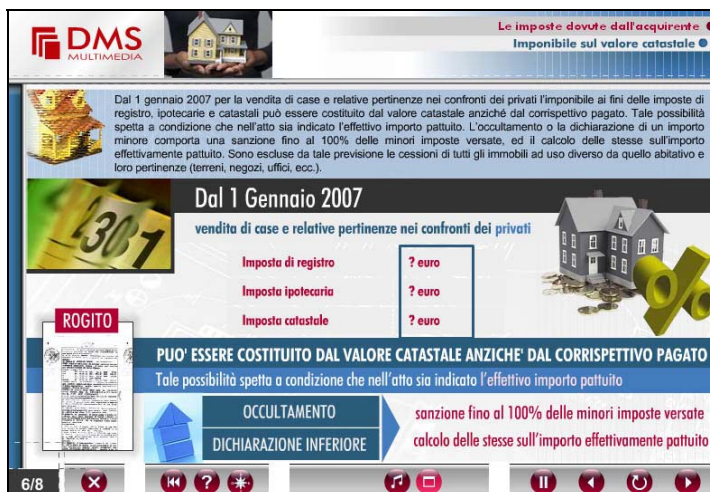 DMS
MULTIMEDIA
Le imposte dovute dall'acquirente
Imponibile sul valore catastale
Dal 1 gennaio 2007 per la vendita di case e relative pertinenze nei confronti dei privati l'imponibile ai fini delle imposte di
registro, ipotecarie e catastali può essere costituito dal valore catastale anziché dal corrispettivo pagato. Tale possibilità
spetta a condizione che nell'atto sia indicato l'effettivo importo pattuito. L'occultamento o la dichiarazione di un importo
minore comporta una sanzione fino al 100% delle minori imposte versate, ed il calcolo delle stesse sull'importo
effettivamente pattuito. Sono escluse da tale previsione le cessioni di tutti gli immobili ad uso diverso da quello abitativo e
loro pertinenze (terreni, negozi, uffici, ecc.).
Dal 1 Gennaio 2007
vendita di case e relative pertinenze nei confronti dei privati
Imposta di registro ? euro
Imposta ipotecaria ? euro
Imposta catastale ? euro
%
ROGITO
PUO' ESSERE COSTITUITO DAL VALORE CATASTALE ANZICHE' DAL CORRISPETTIVO PAGATO
Tale possibilità spetta a condizione che nell'atto sia indicato l'effettivo importo pattuito
OCCULTAMENTO
DICHIARAZIONE INFERIORE
sanzione fino al 100% delle minori imposte versate
calcolo delle stesse sull'importo effettivamente pattuito
6/8
?